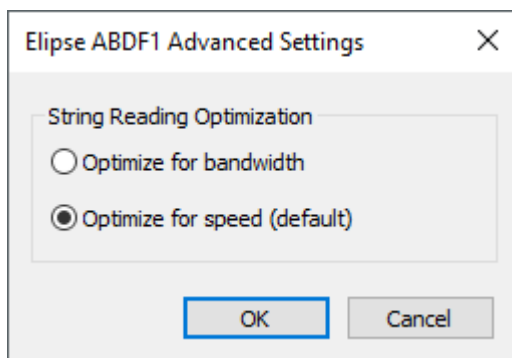 Elipse ABDF1 Advanced Settings
String Reading Optimization
Optimize for bandwidth
Optimize for speed (default)
OK Cancel